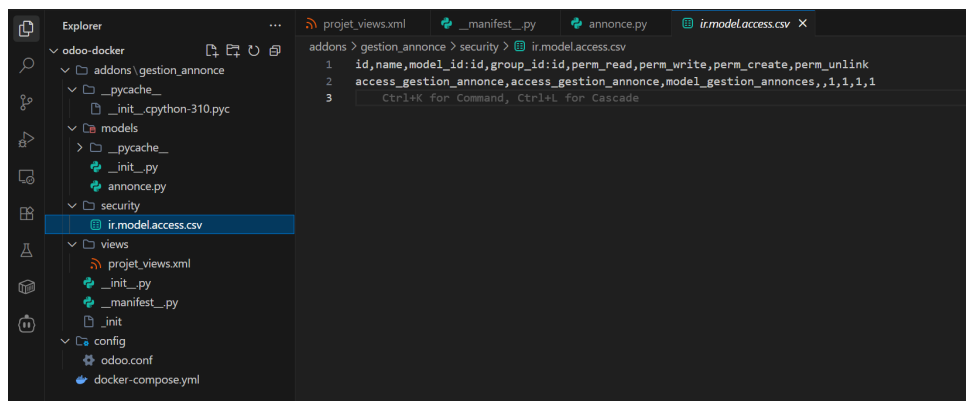 Explorer
odoo-docker
addons\gestion_annonce
__pycache__
__init__.cpython-310.pyc
models
__pycache__
__init__.py
annonce.py
security
ir.model.access.csv
views
projet_views.xml
__init__.py
__manifest__.py
_init
config
odoo.conf
docker-compose.yml
projet_views.xml
__manifest__.py
annonce.py
ir.model.access.csv
addons > gestion_annonce > security > ir.model.access.csv
1 id,name,model_id:id,group_id:id,perm_read,perm_write,perm_create,perm_unlink
2 access_gestion_annonce,access_gestion_annonce,model_gestion_annonces,,1,1,1,1
3 Ctrl+K for Command, Ctrl+L for Cascade